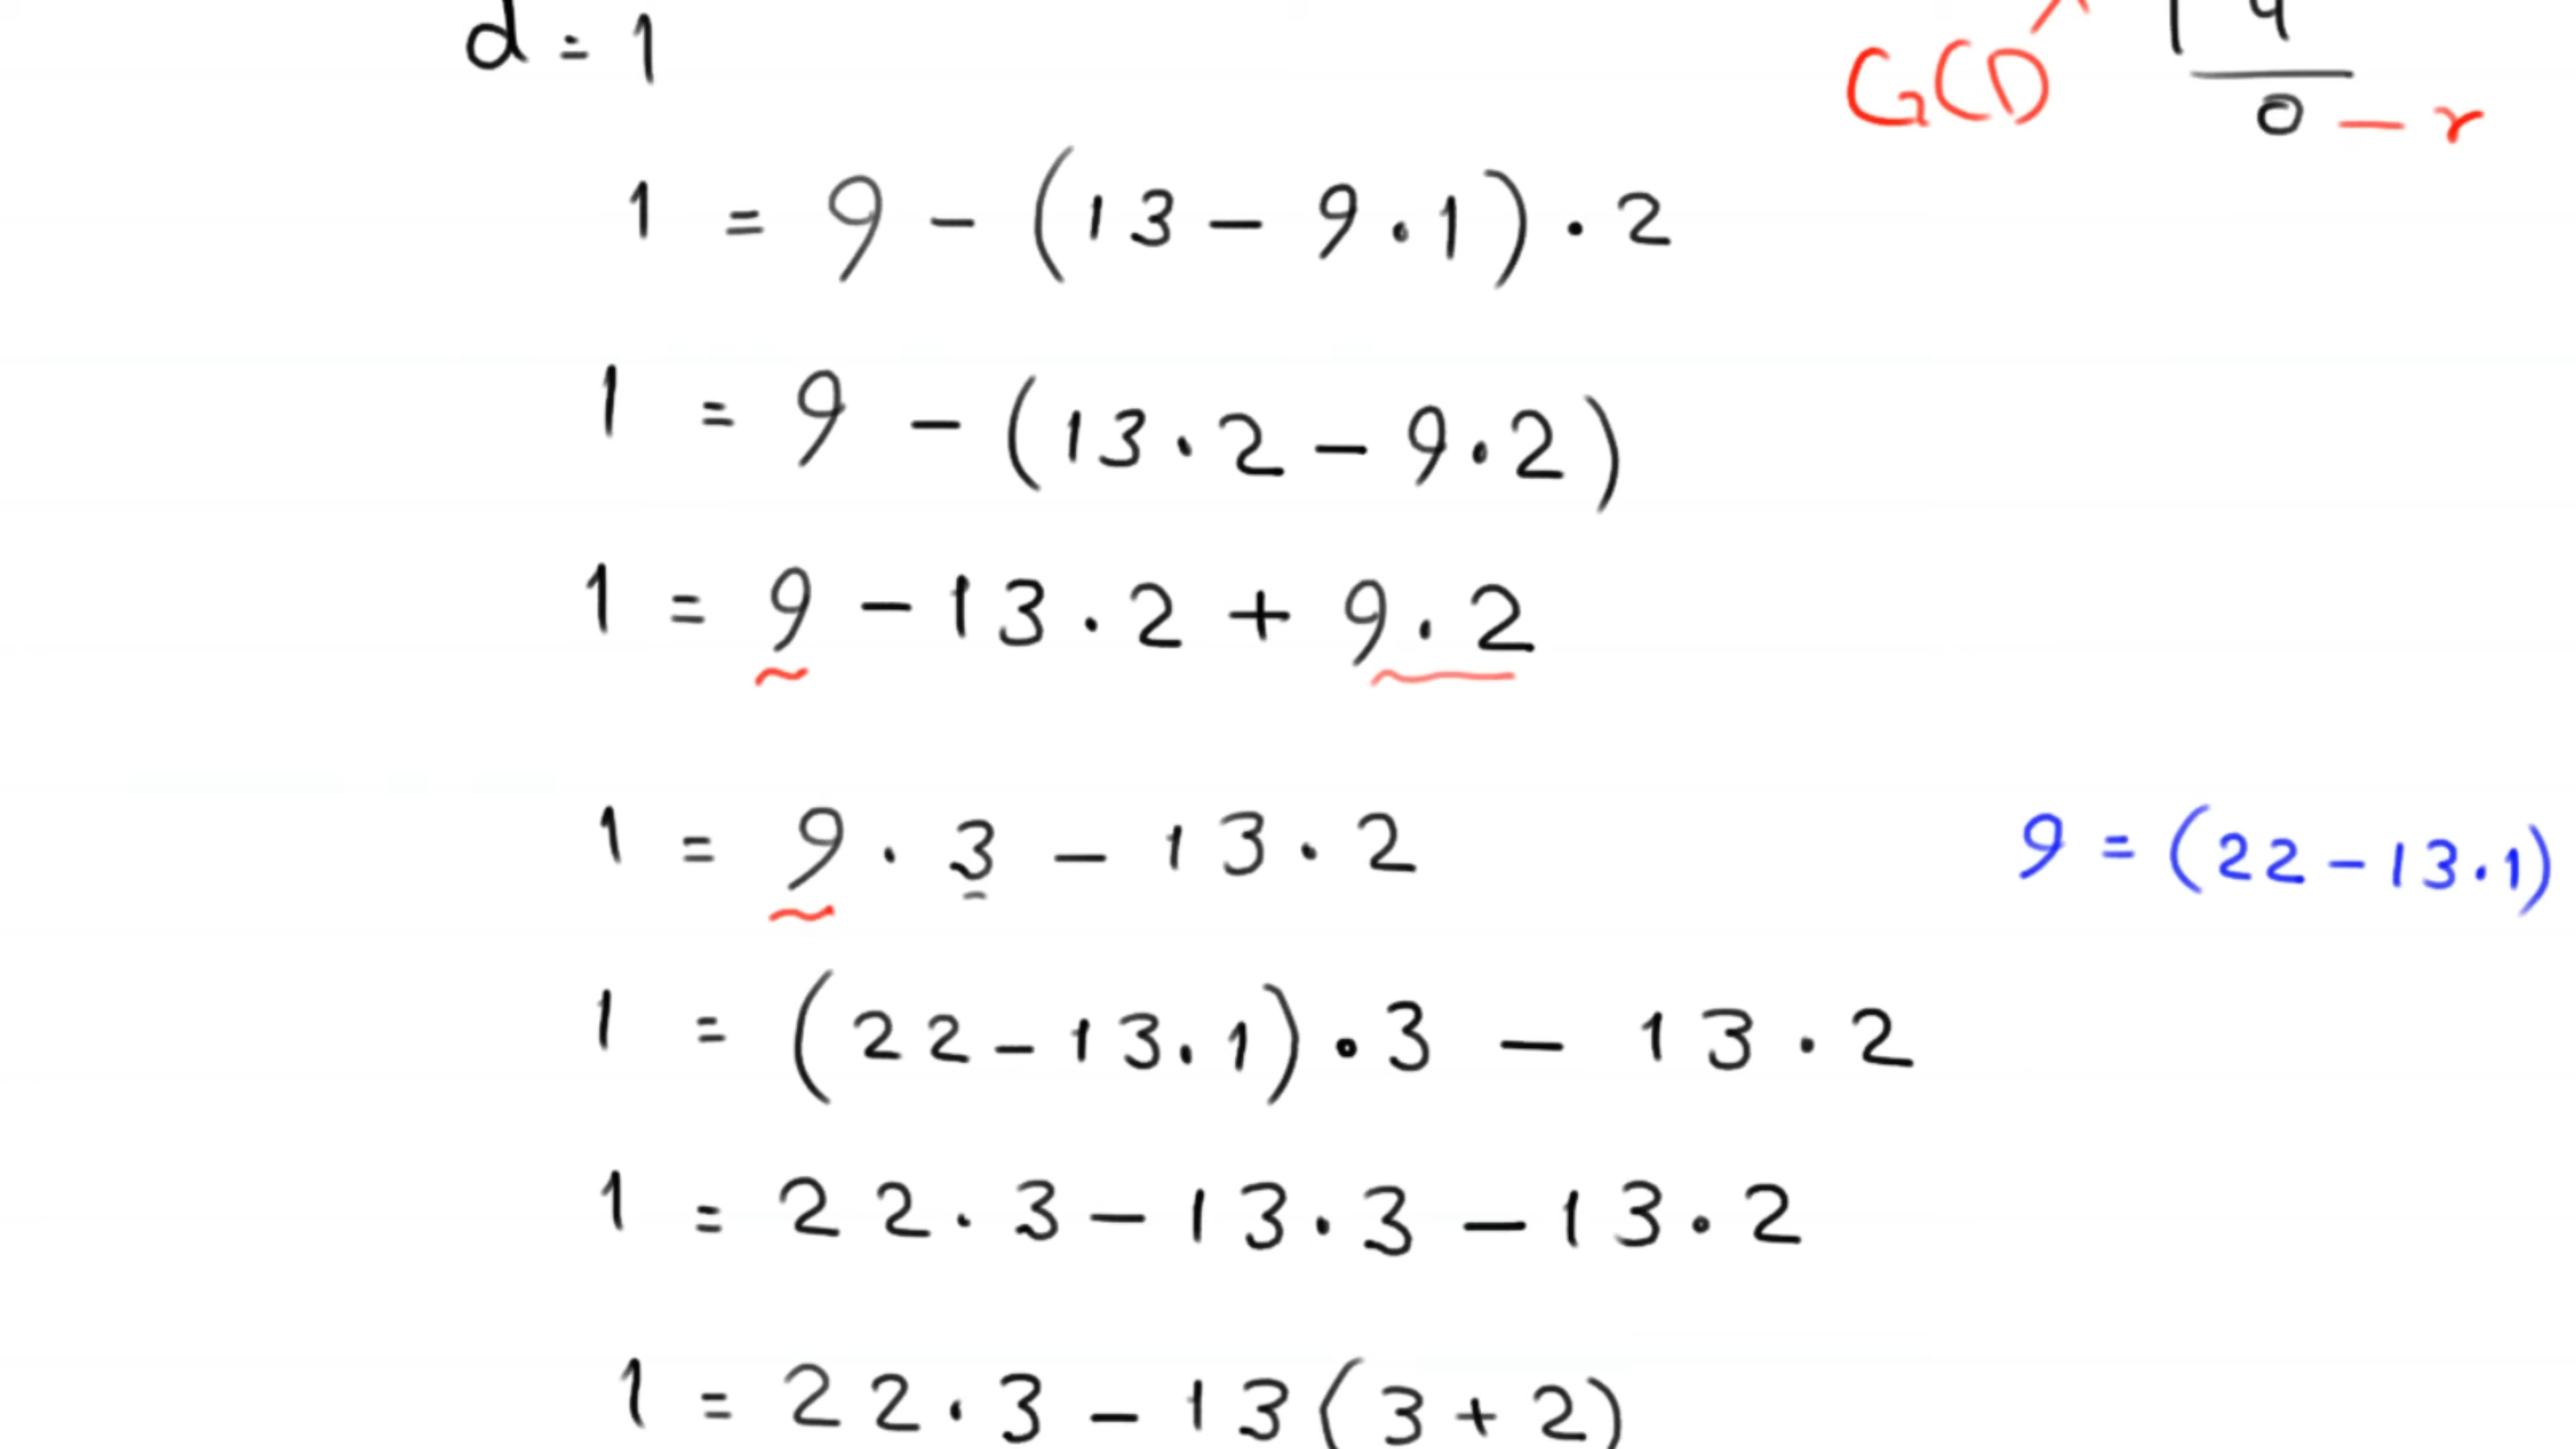 d = 1
GCD
1 4
0 - r
1 = 9 - (13 - 9·1)·2
1 = 9 - (13·2 - 9·2)
1 = 9 - 13·2 + 9·2
1 = 9·3 - 13·2
9 = (22 - 13·1)
1 = (22 - 13·1)·3 - 13·2
1 = 22·3 - 13·3 - 13·2
1 = 22·3 - 13(3 + 2)